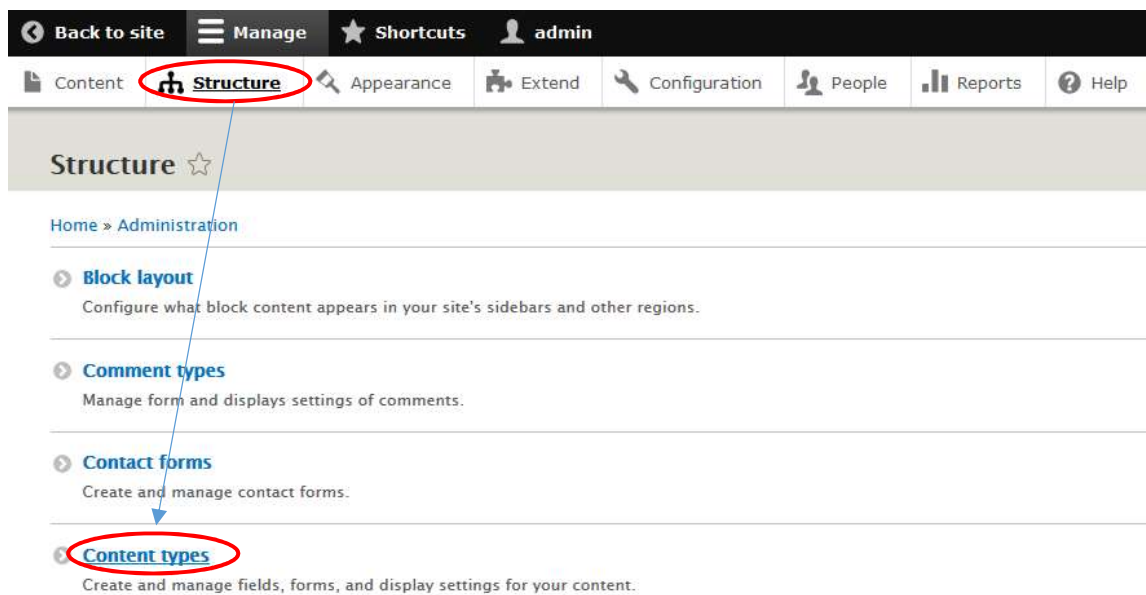 Back to site Manage Shortcuts admin
Content Structure Appearance Extend Configuration People Reports Help
Structure
Home » Administration
Block layout
Configure what block content appears in your site's sidebars and other regions.
Comment types
Manage form and displays settings of comments.
Contact forms
Create and manage contact forms.
Content types
Create and manage fields, forms, and display settings for your content.